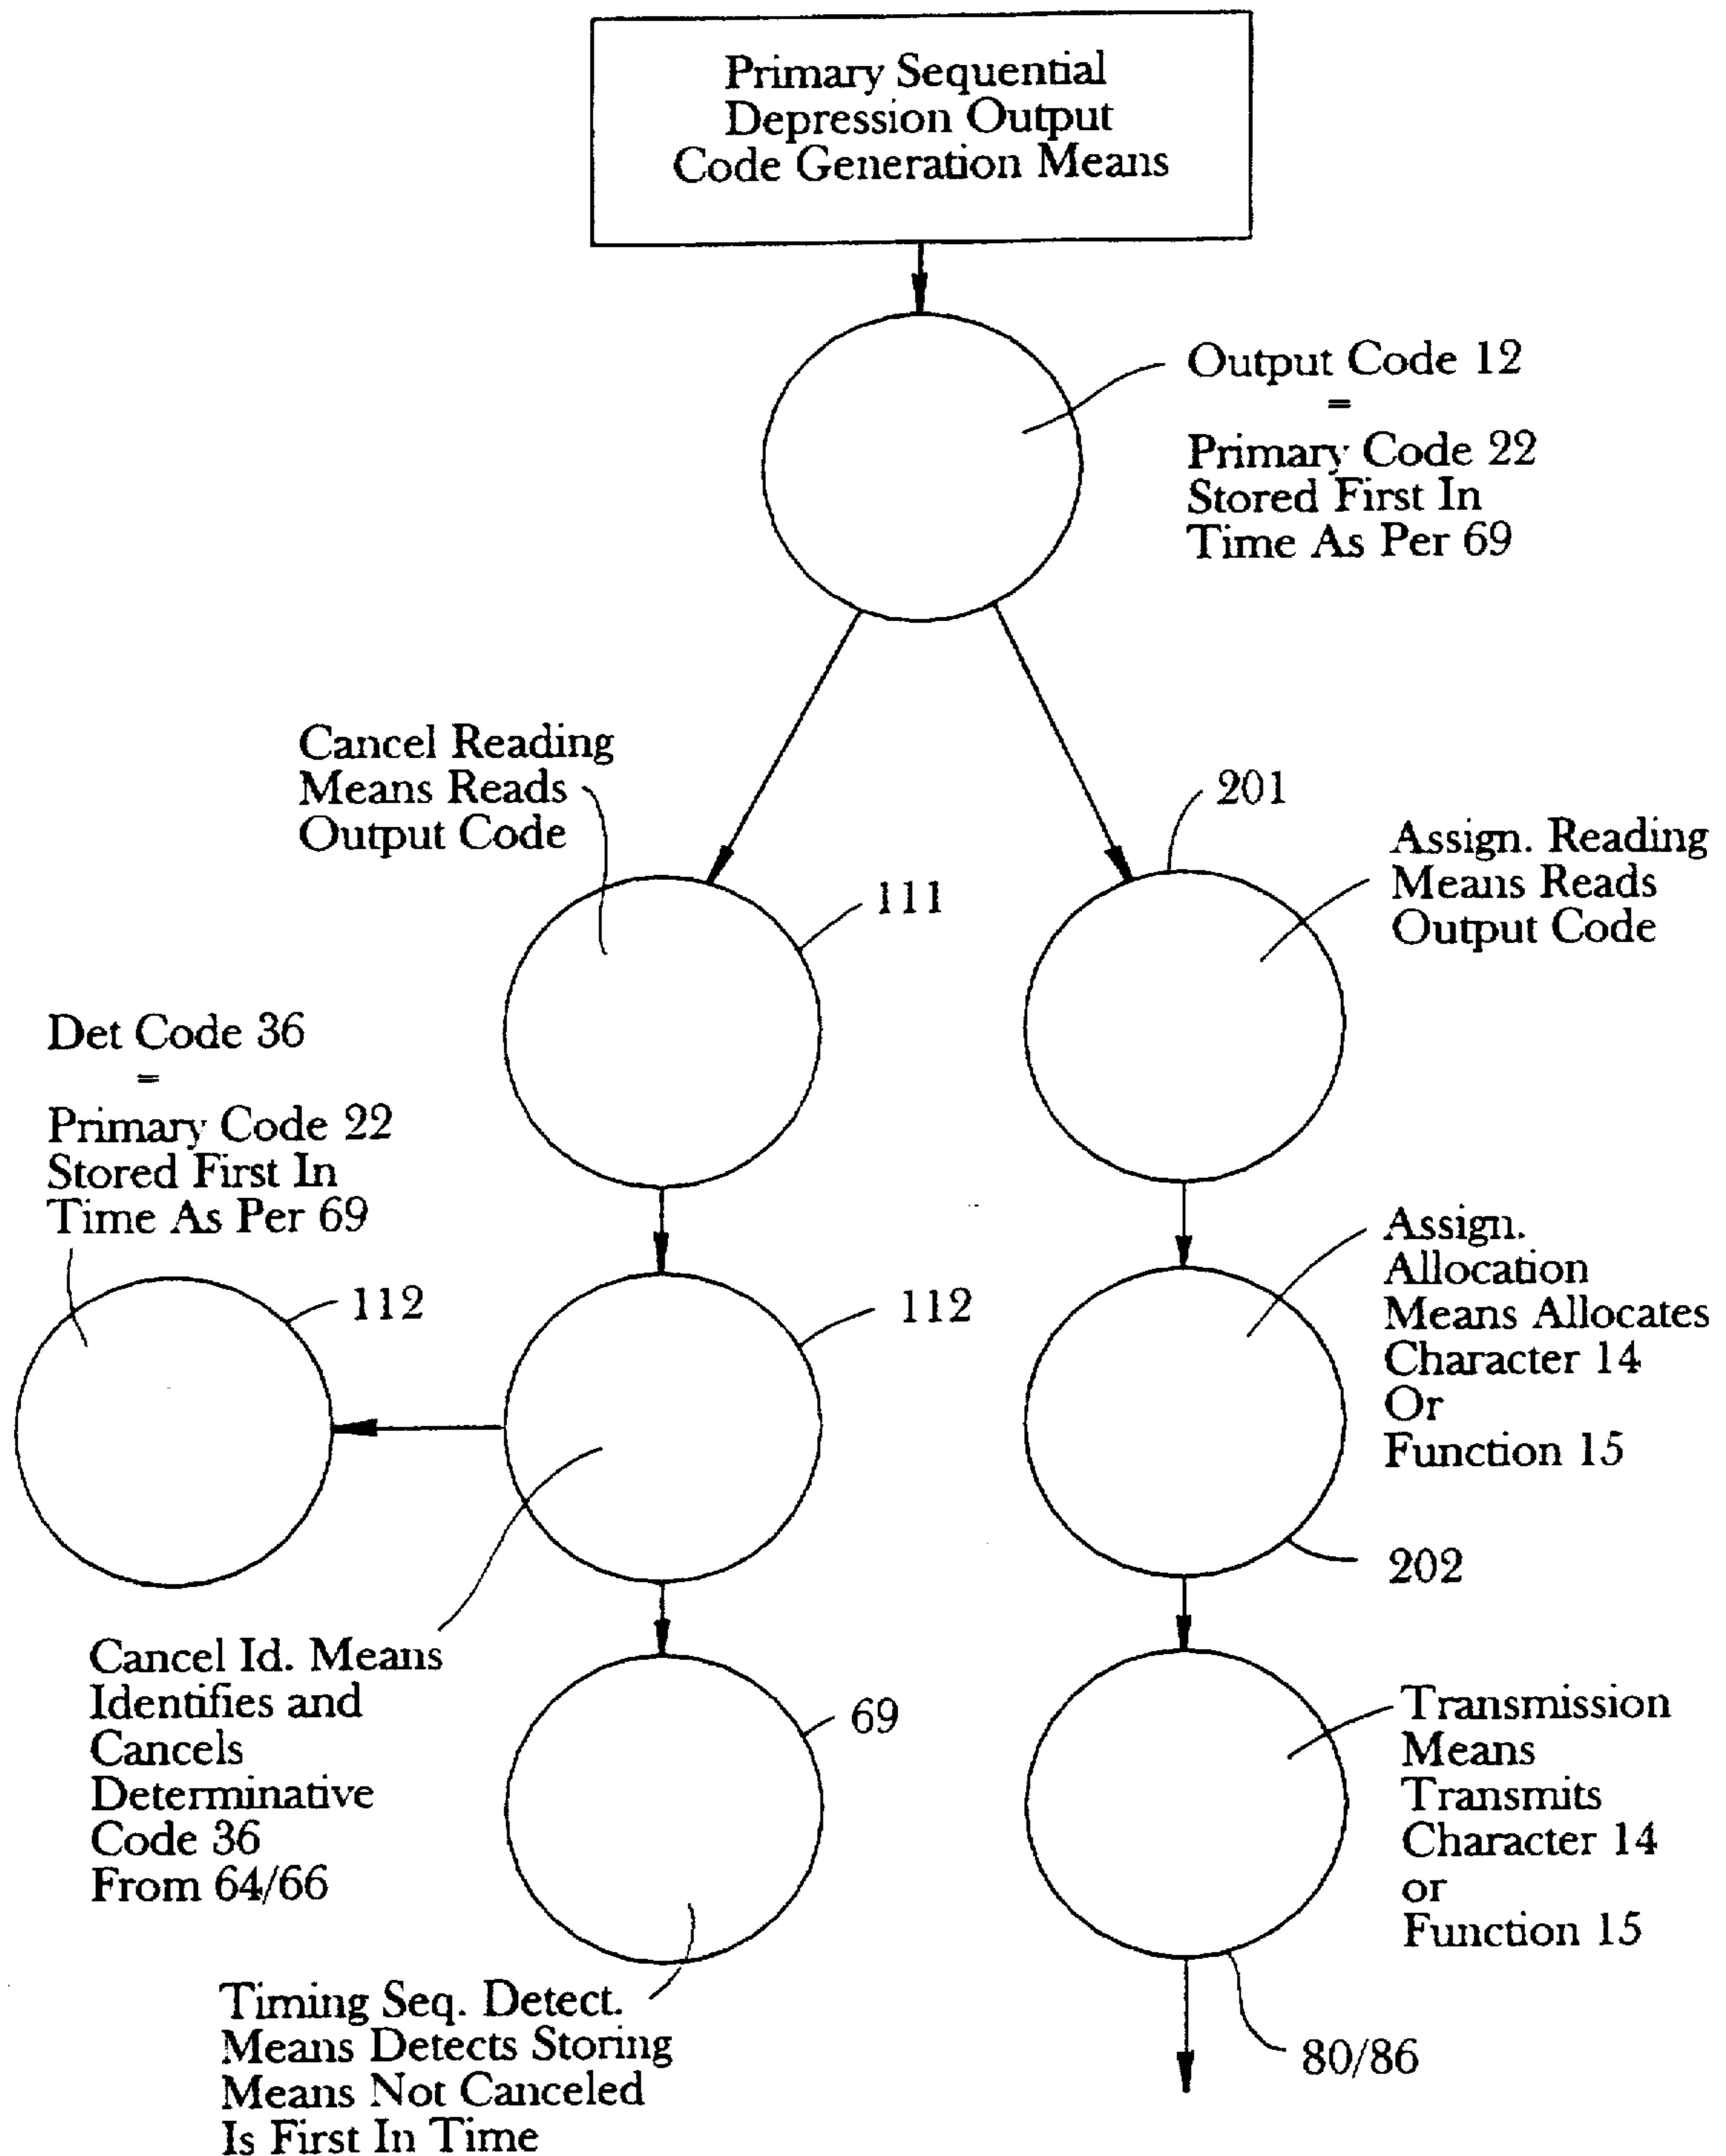 Primary Sequential
Depression Output
Code Generation Means
Output Code 12
=
Primary Code 22
Stored First In
Time As Per 69
Cancel Reading
Means Reads
Output Code
111
201
Assign. Reading
Means Reads
Output Code
Det Code 36
=
Primary Code 22
Stored First In
Time As Per 69
112
112
Assign.
Allocation
Means Allocates
Character 14
Or
Function 15
202
Cancel Id. Means
Identifies and
Cancels
Determinative
Code 36
From 64/66
69
Transmission
Means
Transmits
Character 14
or
Function 15
Timing Seq. Detect.
Means Detects Storing
Means Not Canceled
Is First In Time
80/86